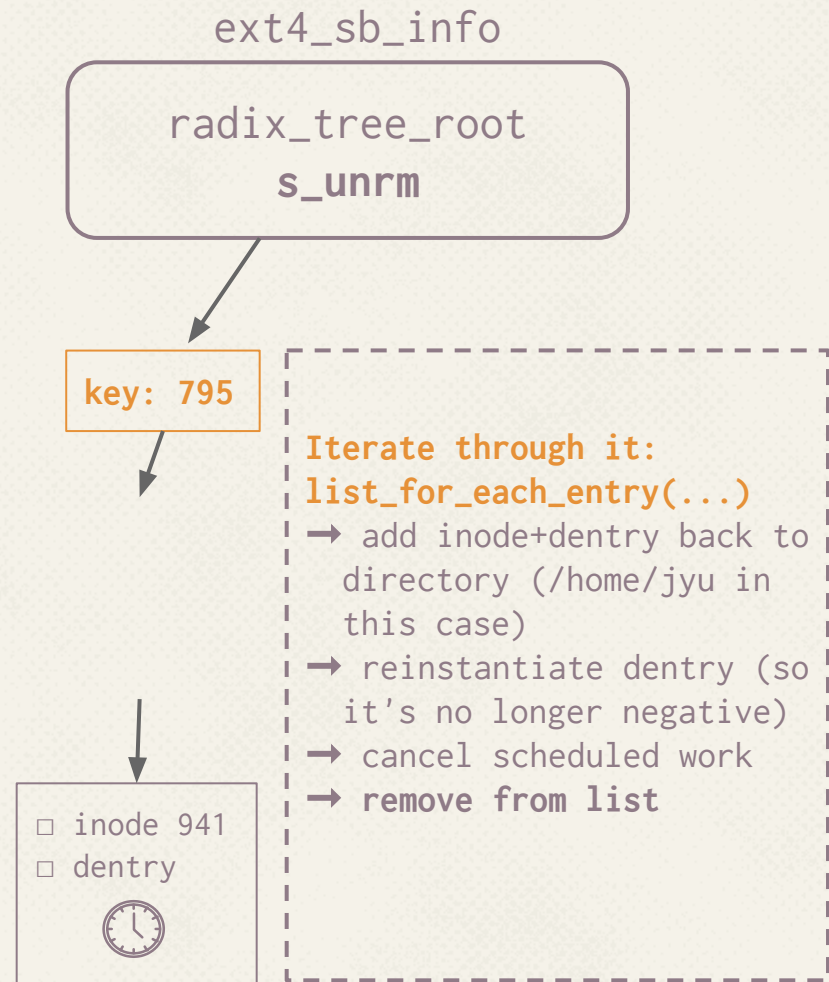 ext4_sb_info
radix_tree_root
s_unrm
key: 795
Iterate through it:
list_for_each_entry(...)
➞ add inode+dentry back to
directory (/home/jyu in
this case)
➞ reinstantiate dentry (so
it's no longer negative)
➞ cancel scheduled work
➞ remove from list
□ inode 941
□ dentry